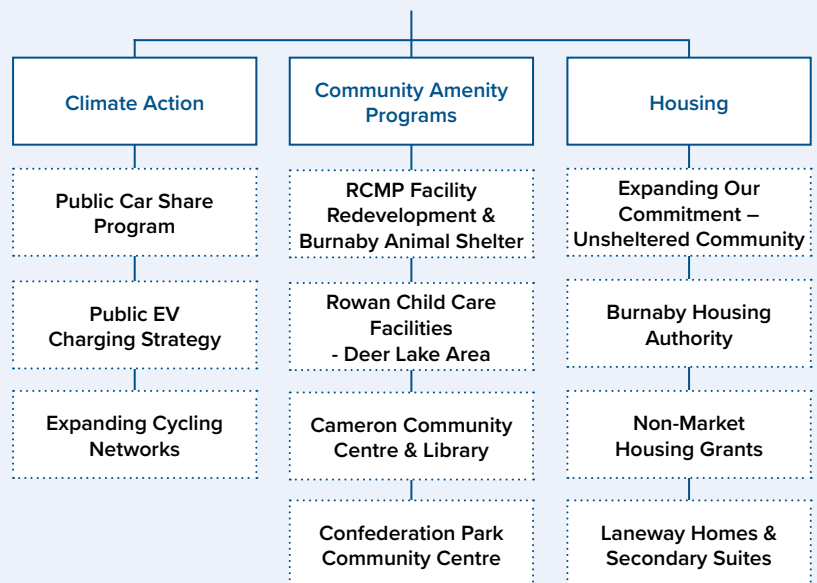 Climate Action
Public Car Share
Program
Public EV
Charging Strategy
Expanding Cycling
Networks
Community Amenity
Programs
RCMP Facility
Redevelopment &
Burnaby Animal Shelter
Rowan Child Care
Facilities
- Deer Lake Area
Cameron Community
Centre & Library
Confederation Park
Community Centre
Housing
Expanding Our
Commitment –
Unsheltered Community
Burnaby Housing
Authority
Non-Market
Housing Grants
Laneway Homes &
Secondary Suites